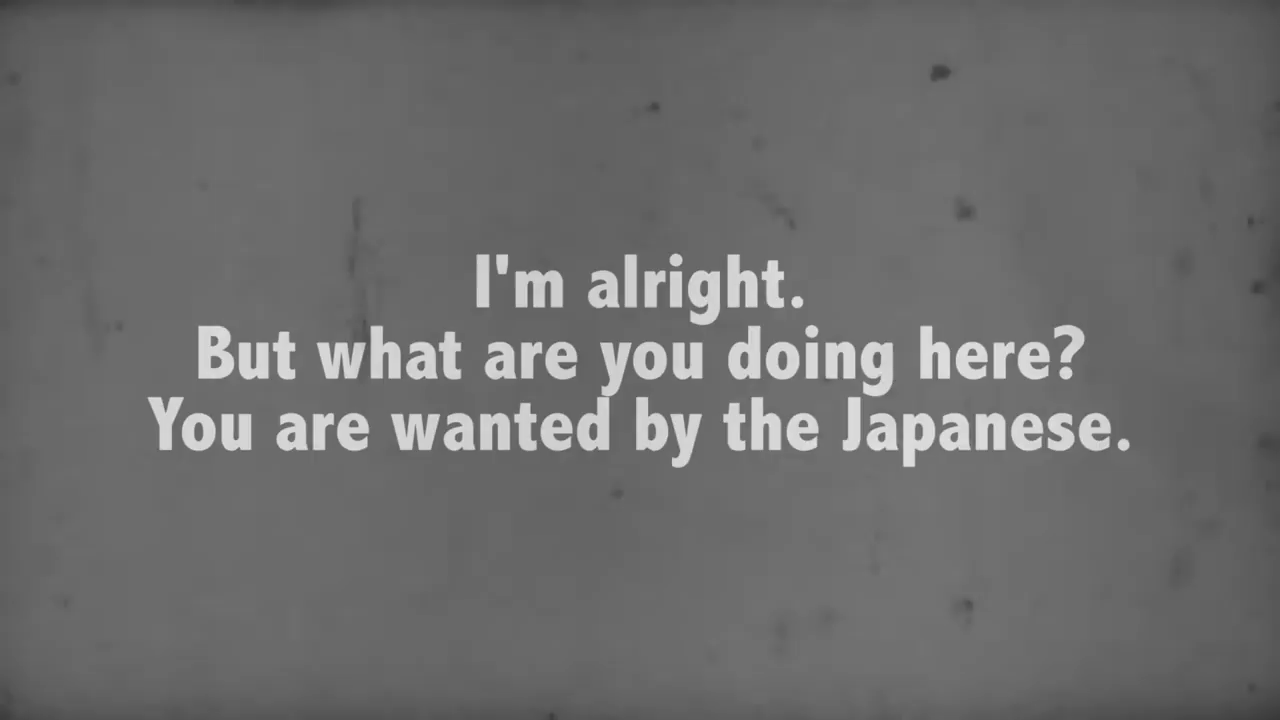 I'm alright.
But what are you doing here?
You are wanted by the Japanese.